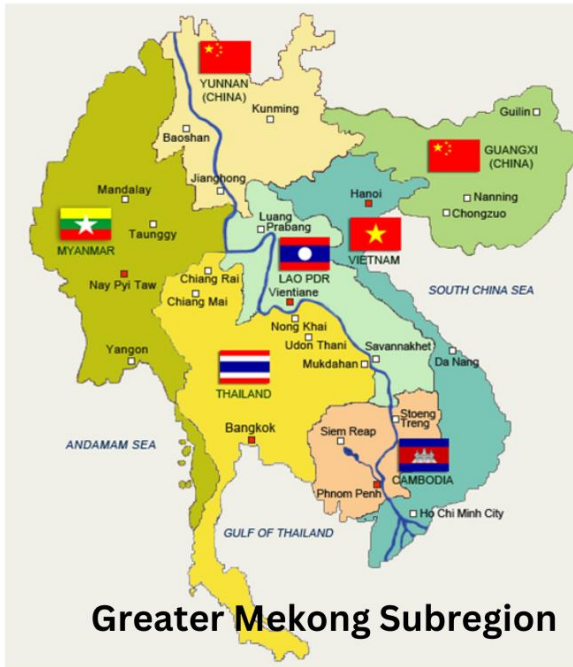 YUNNAN
(CHINA)
Kunming
Baoshan
Guilin
GUANGXI
(CHINA)
Jianghong
Mandalay
Hanoi
Nanning
Chongzuo
Taunggy
Luang
Prabang
MYANMAR
VIETNAM
LAO PDR
Nay Pyi Taw
Chiang Rai
Chiang Mai
Vientiane
SOUTH CHINA SEA
Nong Khai
Udon Thani
Yangon
Savannakhet
Mukdahan
Da Nang
THAILAND
Stoeng
Treng
Bangkok
Siem Reap
ANDAMAM SEA
CAMBODIA
Phnom Penh
Ho Chi Minh City
GULF OF THAILAND
Greater Mekong Subregion